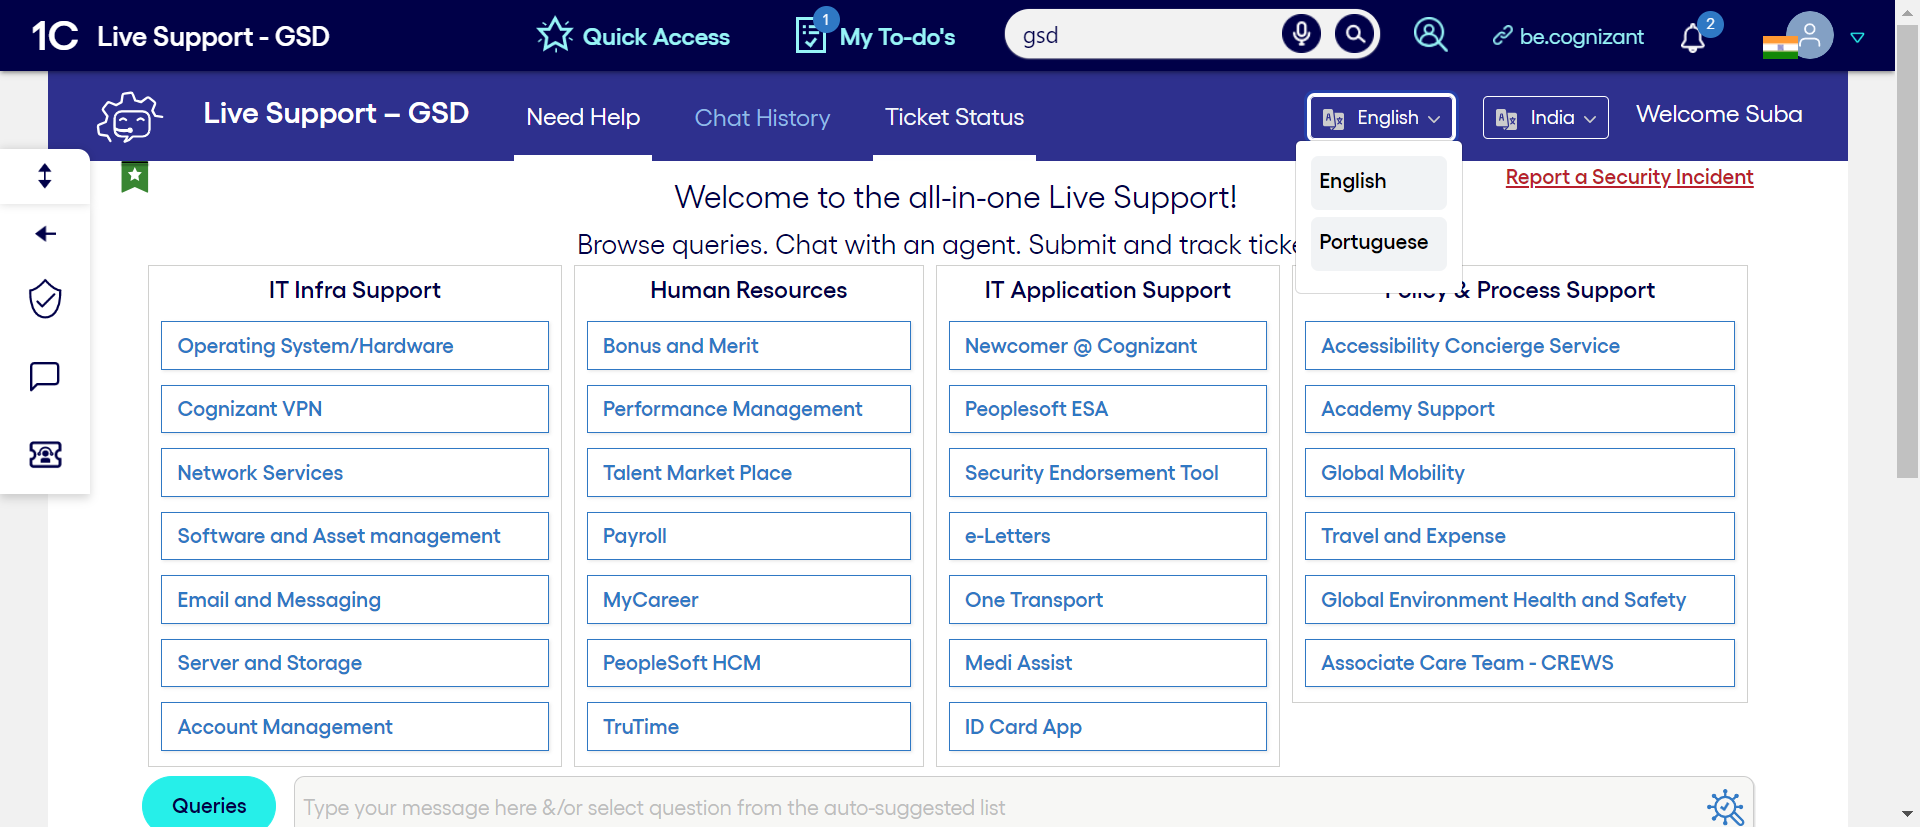 1C Live Support - GSD
Quick Access
1
My To-do's
gsd
be.cognizant
2
Live Support – GSD
Need Help
Chat History
Ticket Status
English
India
Welcome Suba
English
Portuguese
Report a Security Incident
Welcome to the all-in-one Live Support!
Browse queries. Chat with an agent. Submit and track
IT Infra Support
Operating System/Hardware
Cognizant VPN
Network Services
Software and Asset management
Email and Messaging
Server and Storage
Account Management
Human Resources
Bonus and Merit
Performance Management
Talent Market Place
Payroll
MyCareer
PeopleSoft HCM
TruTime
IT Application Support
Newcomer @ Cognizant
Peoplesoft ESA
Security Endorsement Tool
e-Letters
One Transport
Medi Assist
ID Card App
Policy & Process Support
Accessibility Concierge Service
Academy Support
Global Mobility
Travel and Expense
Global Environment Health and Safety
Associate Care Team - CREWS
Queries
Type your message here &/or select question from the auto-suggested list